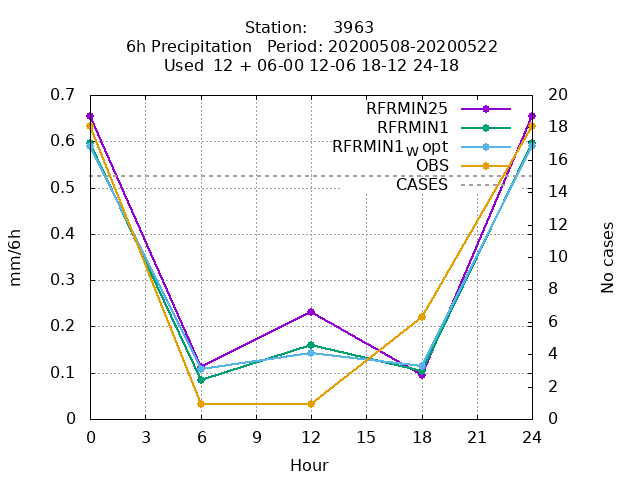 Station: 3963
6h Precipitation Period: 20200508-20200522
Used 12 + 06-00 12-06 18-12 24-18
0.7
0.6
0.5
0.4
0.3
0.2
0.1
0
20
18
16
14
12
10
8
6
4
2
0
RFRMIN25
RFRMIN1
RFRMIN1_W opt
OBS
CASES
mm/6h
No cases
0 3 6 9 12 15 18 21 24
Hour